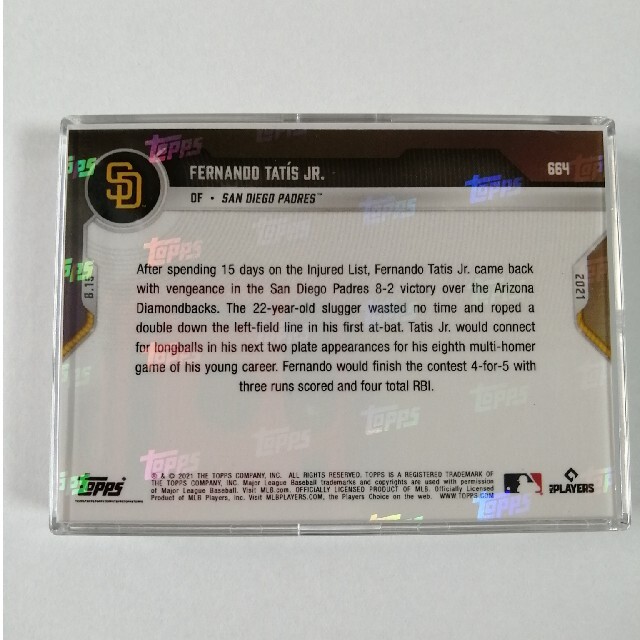 FERNANDO TATÍS JR.
664
OF • SAN DIEGO PADRES™
SD
After spending 15 days on the Injured List, Fernando Tatis Jr. came back
with vengeance in the San Diego Padres 8-2 victory over the Arizona
Diamondbacks. The 22-year-old slugger wasted no time and roped a
double down the left-field line in his first at-bat. Tatis Jr. would connect
for longballs in his next two plate appearances for his eighth multi-homer
game of his young career. Fernando would finish the contest 4-for-5 with
three runs scored and four total RBI.
8.15
2021
Topps
® & © 2021 THE TOPPS COMPANY, INC. ALL RIGHTS RESERVED. TOPPS IS A REGISTERED TRADEMARK OF
THE TOPPS COMPANY, INC. Major League Baseball trademarks and copyrights are used with permission
of Major League Baseball. Visit MLB.com. OFFICIALLY LICENSED PRODUCT OF MLB Players. Officially Licensed
Product of MLB Players, Inc. Visit MLBPLAYERS.COM, the Players Choice on the web. WWW.TOPPS.COM
PLAYERS